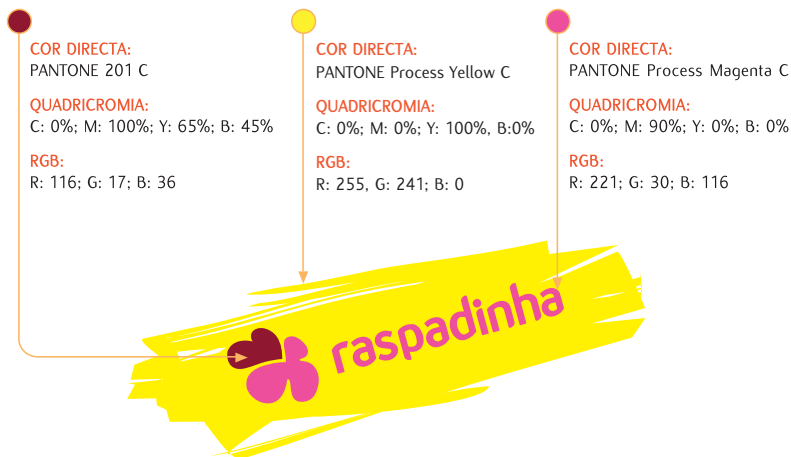 COR DIRECTA:
PANTONE 201 C
QUADRICROMIA:
C: 0%; M: 100%; Y: 65%; B: 45%
RGB:
R: 116; G: 17; B: 36
COR DIRECTA:
PANTONE Process Yellow C
QUADRICROMIA:
C: 0%; M: 0%; Y: 100%, B:0%
RGB:
R: 255, G: 241; B: 0
COR DIRECTA:
PANTONE Process Magenta C
QUADRICROMIA:
C: 0%; M: 90%; Y: 0%; B: 0%
RGB:
R: 221; G: 30; B: 116
raspadinha